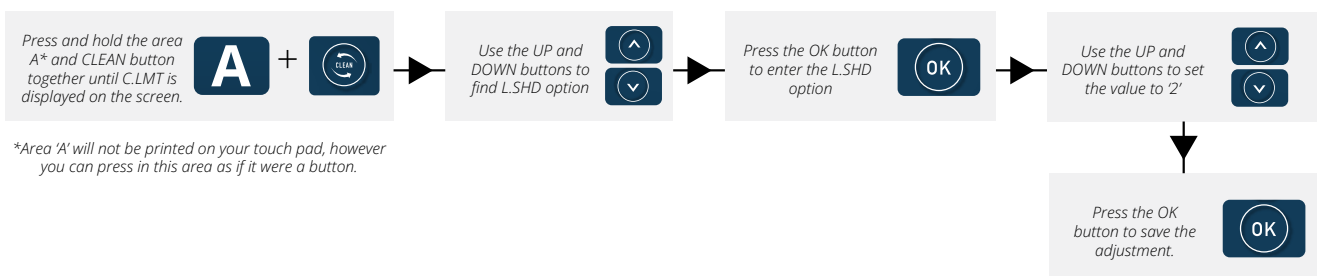 Press and hold the area
A* and CLEAN button
together until C.LMT is
displayed on the screen.
A
+
CLEAN
Use the UP and
DOWN buttons to
find L.SHD option
Press the OK button
to enter the L.SHD
option
OK
Use the UP and
DOWN buttons to set
the value to ‘2’
*Area ‘A’ will not be printed on your touch pad, however
you can press in this area as if it were a button.
Press the OK
button to save the
adjustment.
OK